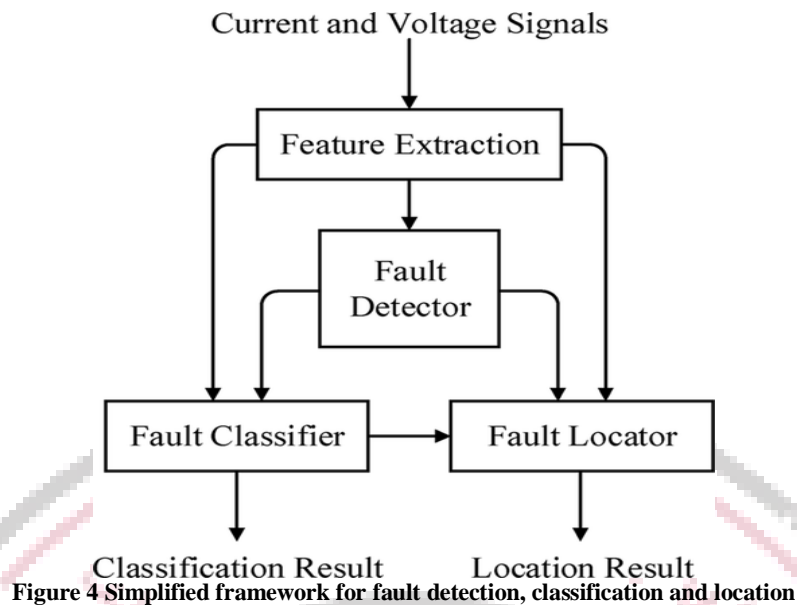 Current and Voltage Signals
Feature Extraction
Fault
Detector
Fault Classifier
Fault Locator
Classification Result
Location Result
Figure 4 Simplified framework for fault detection, classification and location